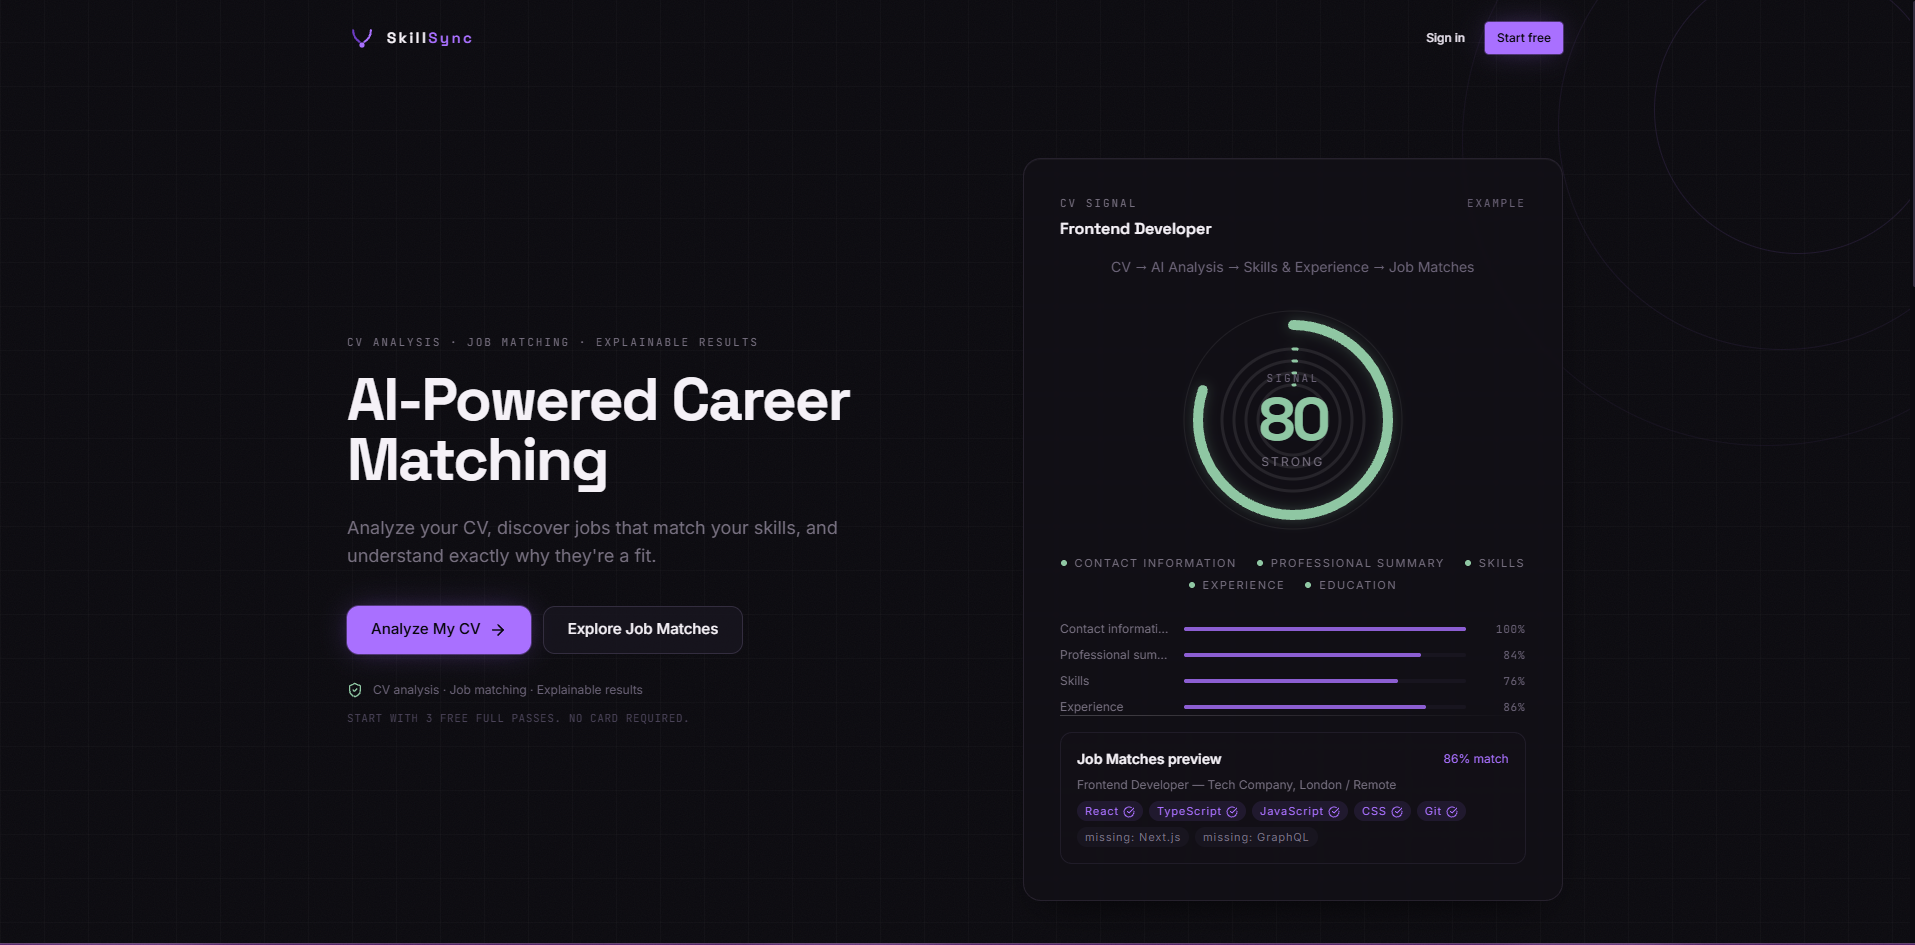 SkillSync
Sign in
Start free
CV ANALYSIS · JOB MATCHING · EXPLAINABLE RESULTS
AI-Powered Career
Matching
Analyze your CV, discover jobs that match your skills, and
understand exactly why they're a fit.
Analyze My CV →
Explore Job Matches
CV analysis · Job matching · Explainable results
START WITH 3 FREE FULL PASSES. NO CARD REQUIRED.
CV SIGNAL
EXAMPLE
Frontend Developer
CV → AI Analysis → Skills & Experience → Job Matches
SIGNAL
80
STRONG
CONTACT INFORMATION
PROFESSIONAL SUMMARY
SKILLS
EXPERIENCE
EDUCATION
Contact informati... 100%
Professional sum... 84%
Skills 76%
Experience 86%
Job Matches preview
86% match
Frontend Developer — Tech Company, London / Remote
React
TypeScript
JavaScript
CSS
Git
missing: Next.js
missing: GraphQL